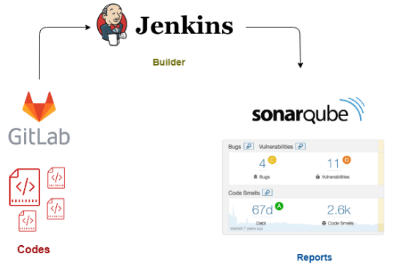 Jenkins
Builder
GitLab
Codes
sonarqube
Bugs Vulnerabilities
4 C 11 D
Bugs Vulnerabilities
Code Smells
67d A 2.6k
Debt Code Smells
Reports